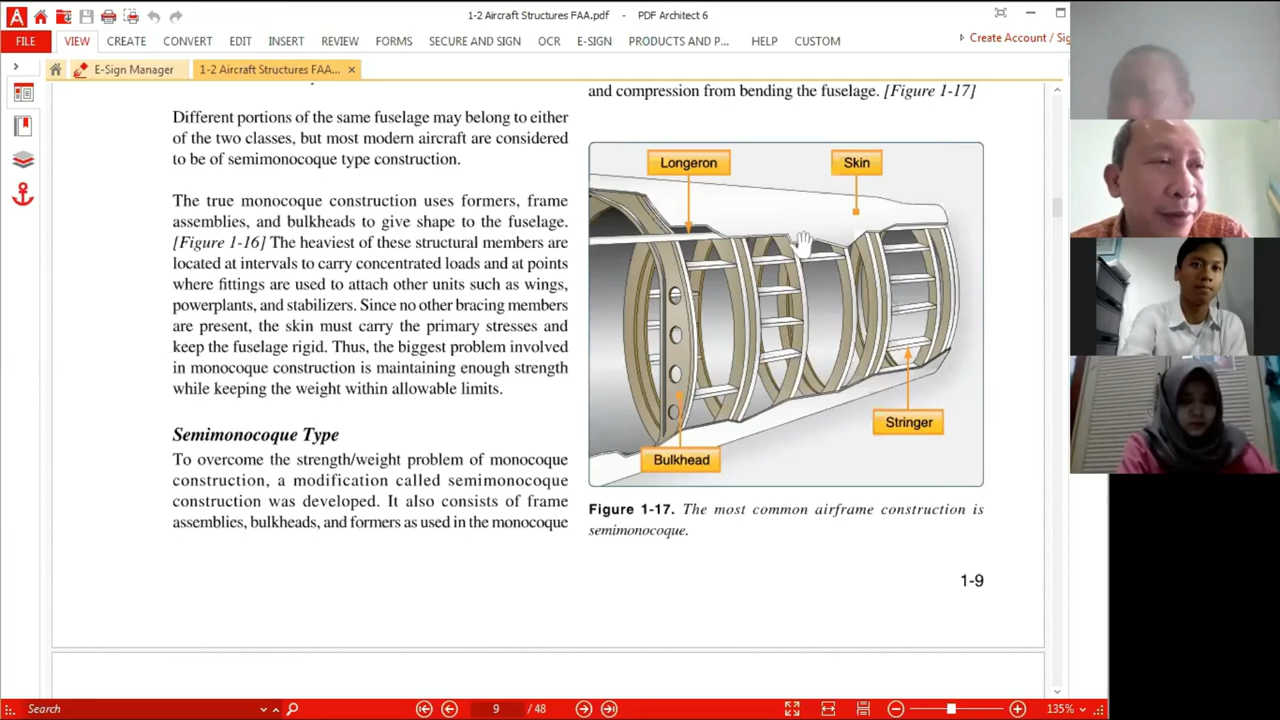 1-2 Aircraft Structures FAA.pdf - PDF Architect 6
FILE VIEW CREATE CONVERT EDIT INSERT REVIEW FORMS SECURE AND SIGN OCR E-SIGN PRODUCTS AND P... HELP CUSTOM Create Account / Sig
E-Sign Manager 1-2 Aircraft Structures FAA... ×
Different portions of the same fuselage may belong to either
of the two classes, but most modern aircraft are considered
to be of semimonocoque type construction.
The true monocoque construction uses formers, frame
assemblies, and bulkheads to give shape to the fuselage.
[Figure 1-16] The heaviest of these structural members are
located at intervals to carry concentrated loads and at points
where fittings are used to attach other units such as wings,
powerplants, and stabilizers. Since no other bracing members
are present, the skin must carry the primary stresses and
keep the fuselage rigid. Thus, the biggest problem involved
in monocoque construction is maintaining enough strength
while keeping the weight within allowable limits.
Semimonocoque Type
To overcome the strength/weight problem of monocoque
construction, a modification called semimonocoque
construction was developed. It also consists of frame
assemblies, bulkheads, and formers as used in the monocoque
and compression from bending the fuselage. [Figure 1-17]
Longeron
Skin
Stringer
Bulkhead
Figure 1-17. The most common airframe construction is
semimonocoque.
1-9
Search 9 / 48 135%